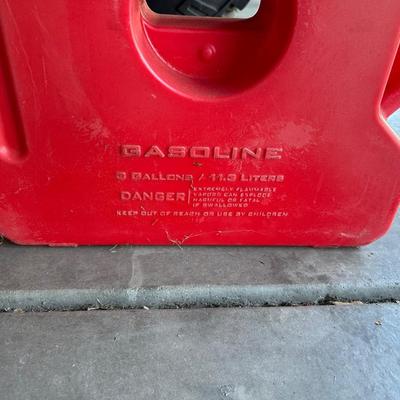 GASOLINE
3 GALLONS / 11.3 LITERS
DANGER
EXTREMELY FLAMMABLE
VAPORS CAN EXPLODE
HARMFUL OR FATAL
IF SWALLOWED
KEEP OUT OF REACH OR USE BY CHILDREN